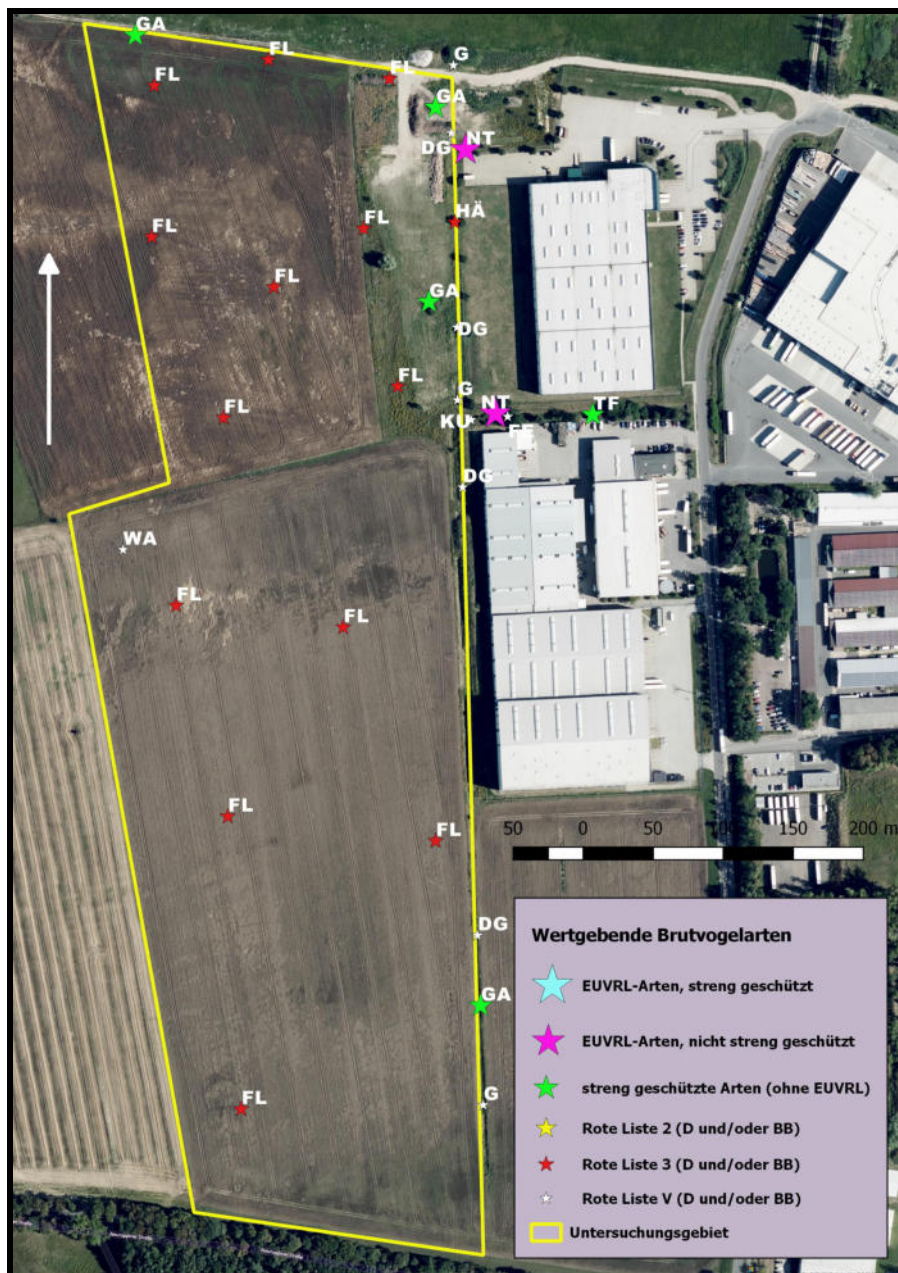 GA
FL
G
FL
FL
GA
DG
NT
HÄ
FL
FL
FL
GA
DG
FL
G
FL
NT
TF
KU
DG
WA
FL
FL
FL
FL
50 0 50 100 150 200 m
DG
GA
G
FL
Wertgebende Brutvogelarten
EUVRL-Arten, streng geschützt
EUVRL-Arten, nicht streng geschützt
streng geschützte Arten (ohne EUVRL)
Rote Liste 2 (D und/oder BB)
Rote Liste 3 (D und/oder BB)
Rote Liste V (D und/oder BB)
Untersuchungsgebiet